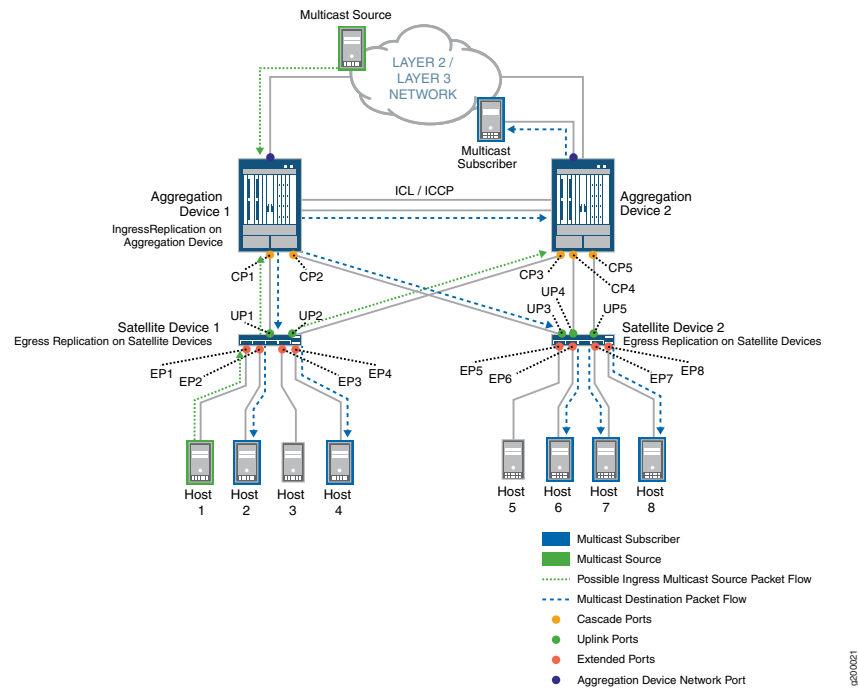 Multicast Source
LAYER 2 /
LAYER 3
NETWORK
Multicast
Subscriber
ICL / ICCP
Aggregation
Device 1
IngressReplication on
Aggregation Device
Aggregation
Device 2
CP1
CP2
CP3
CP5
CP4
UP4
UP1
UP2
UP3
UP5
Satellite Device 1
Egress Replication on Satellite Devices
Satellite Device 2
Egress Replication on Satellite Devices
EP1
EP2
EP3
EP4
EP5
EP6
EP7
EP8
Host
1
Host
2
Host
3
Host
4
Host
5
Host
6
Host
7
Host
8
Multicast Subscriber
Multicast Source
Possible Ingress Multicast Source Packet Flow
Multicast Destination Packet Flow
Cascade Ports
Uplink Ports
Extended Ports
Aggregation Device Network Port
g200021